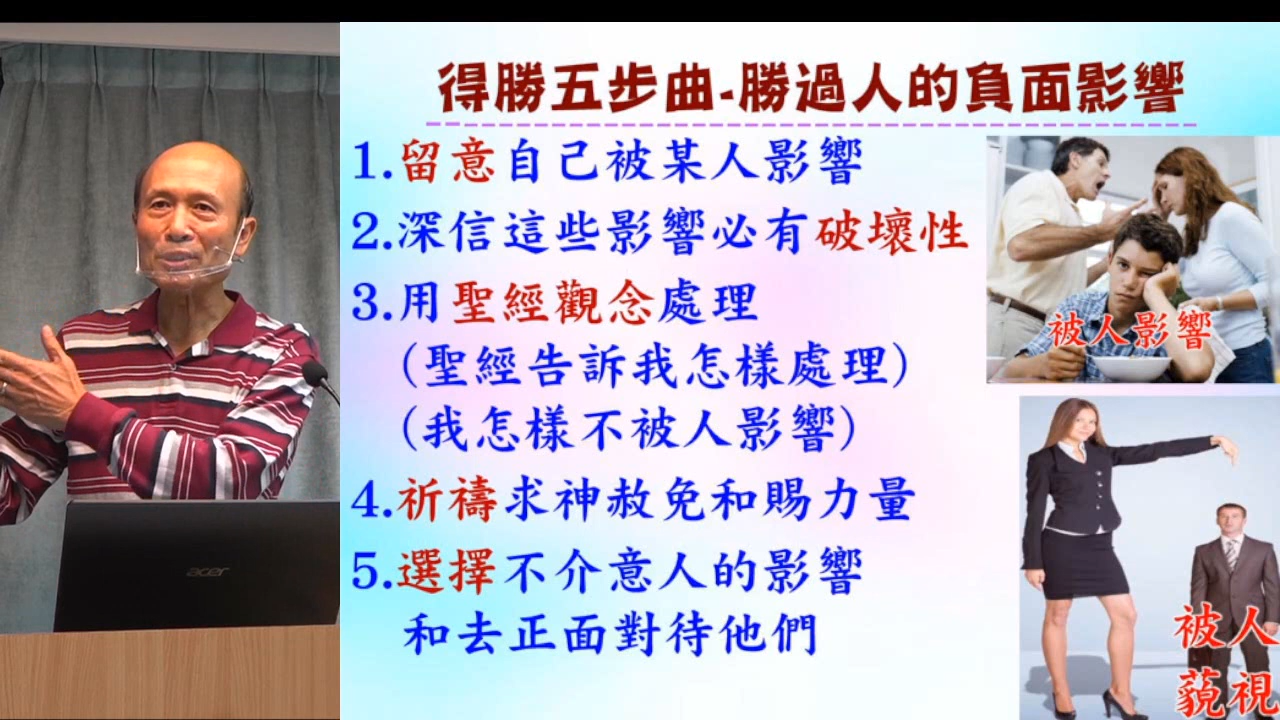 得勝五步曲-勝過人的負面影響
1.留意自己被某人影響
2.深信這些影響必有破壞性
3.用聖經觀念處理
(聖經告訴我怎樣處理)
(我怎樣不被人影響)
4.祈禱求神赦免和賜力量
5.選擇不介意人的影響
和去正面對待他們
被人影響
被人
藐視
acer